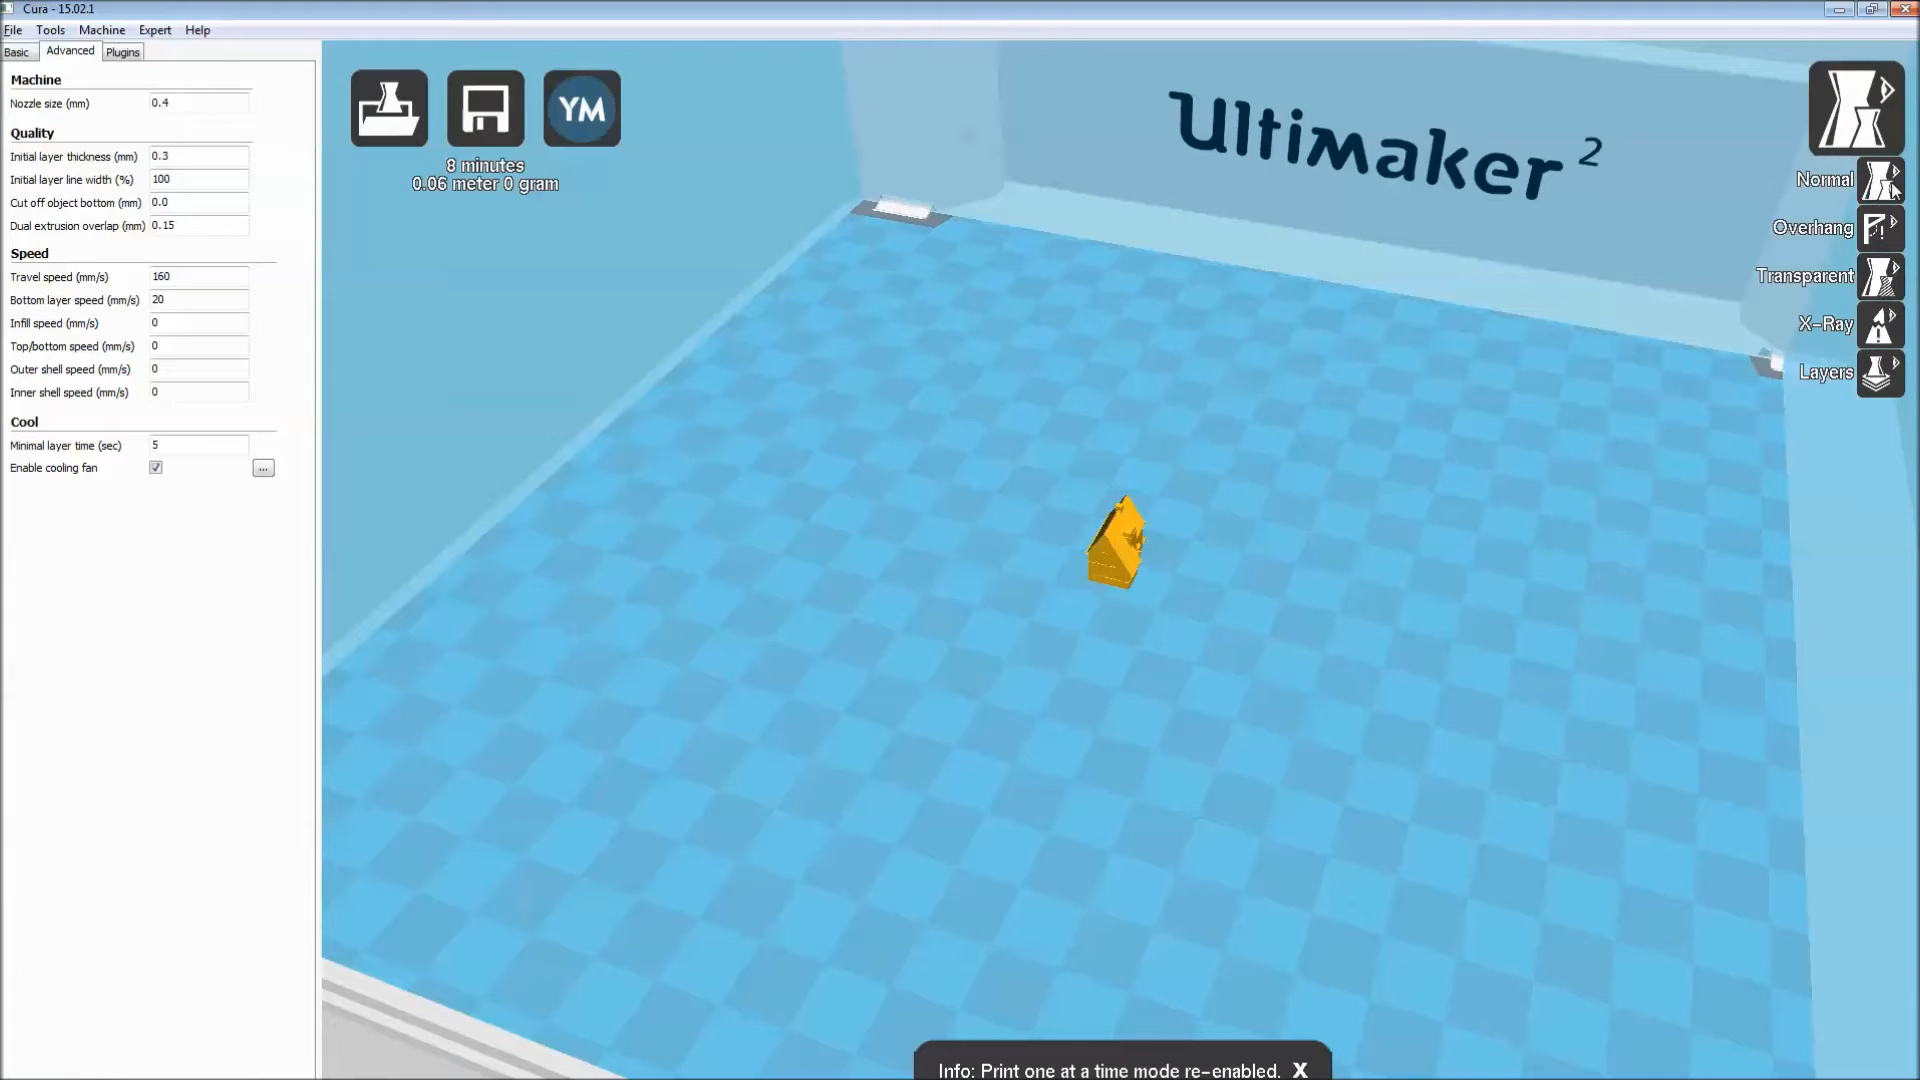 Cura - 15.02.1
File Tools Machine Expert Help
Basic Advanced Plugins
Machine
Nozzle size (mm) 0.4
Quality
Initial layer thickness (mm) 0.3
Initial layer line width (%) 100
Cut off object bottom (mm) 0.0
Dual extrusion overlap (mm) 0.15
Speed
Travel speed (mm/s) 160
Bottom layer speed (mm/s) 20
Infill speed (mm/s) 0
Top/bottom speed (mm/s) 0
Outer shell speed (mm/s) 0
Inner shell speed (mm/s) 0
Cool
Minimal layer time (sec) 5
Enable cooling fan ...
YM
8 minutes
0.06 meter 0 gram
Ultimaker 2
Normal
Overhang
Transparent
X-Ray
Layers
Info: Print one at a time mode re-enabled. X